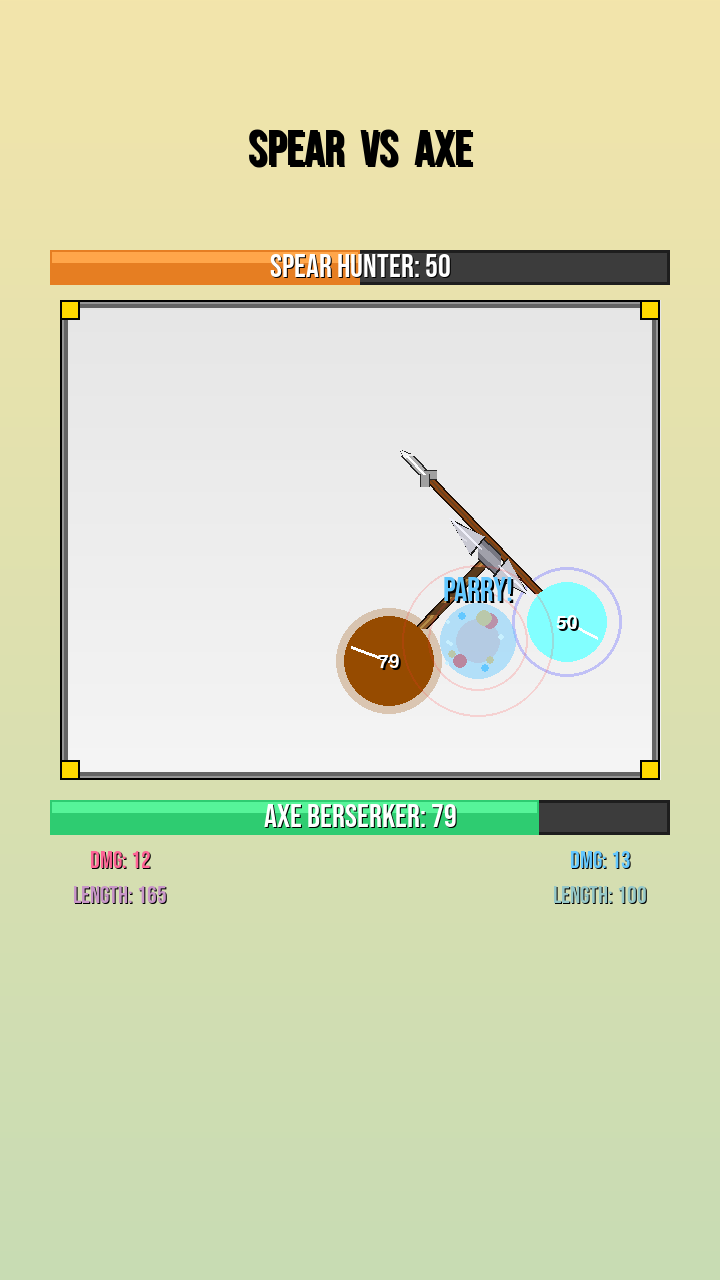 SPEAR VS AXE
SPEAR HUNTER: 50
PARRY!
50
79
AXE BERSERKER: 79
DMG: 12
DMG: 13
LENGTH: 165
LENGTH: 100